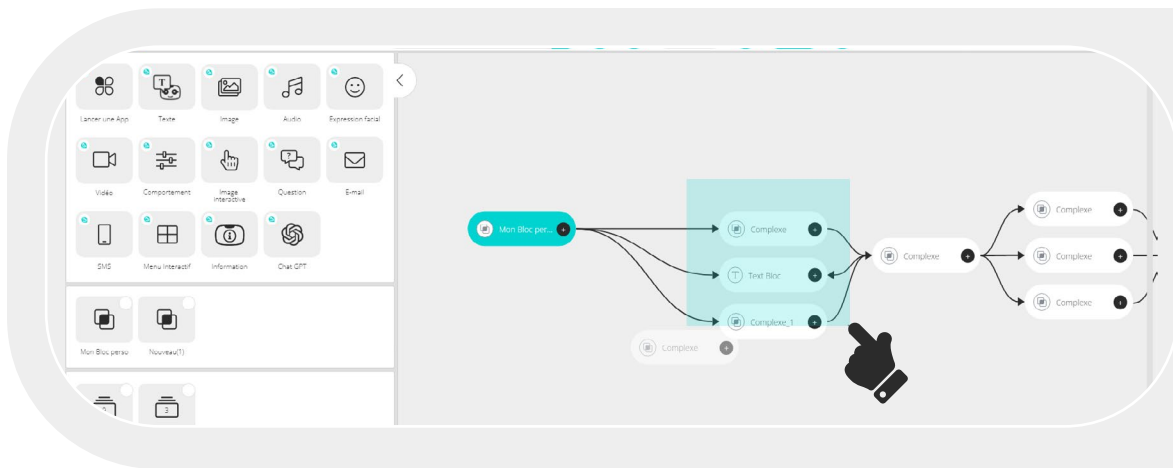 Lancer une App
Texte
Image
Audio
Expression facial
Vidéo
Comportement
Image
interactive
Question
E-mail
SMS
Menu Interactif
Information
Chat GPT
Mon Bloc perso
Nouveau(1)
3
Mon Bloc per...
Complexe
Text Bloc
Complexe_1
Complexe
Complexe
Complexe
Complexe
Complexe